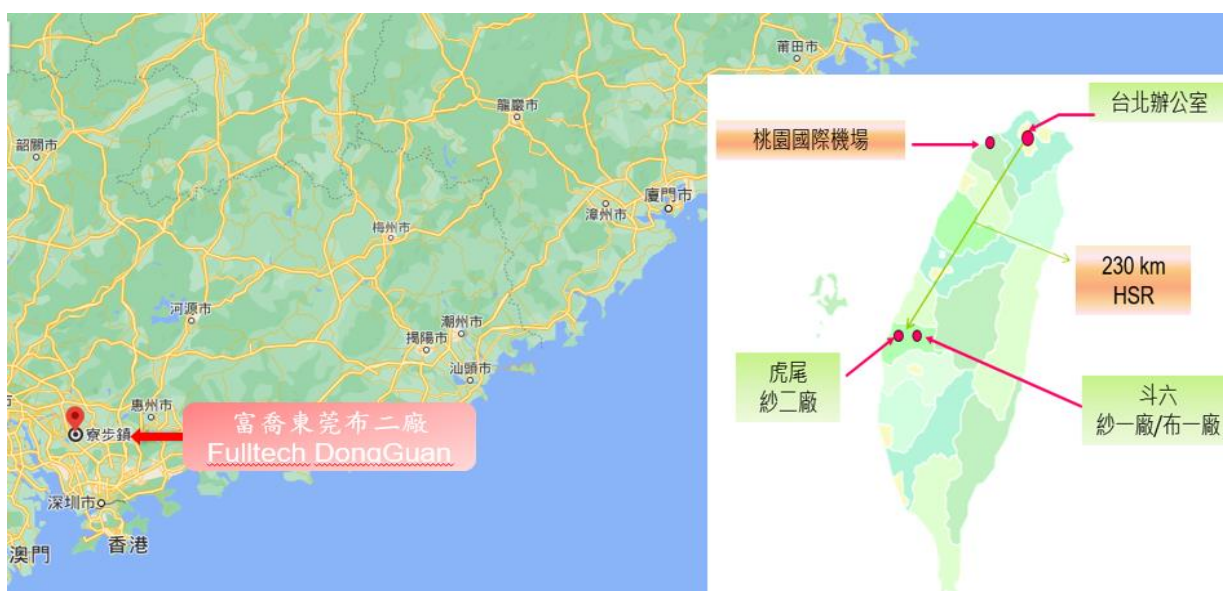 莆田市
龍巖市
韶關市
廈門市
漳州市
梅州市
河源市
潮州市
揭陽市
汕頭市
惠州市
寮步鎮
富喬東莞布二廠
Fulltech DongGuan
深圳市
香港
澳門
台北辦公室
桃園國際機場
230 km
HSR
虎尾
紗二廠
斗六
紗一廠/布一廠